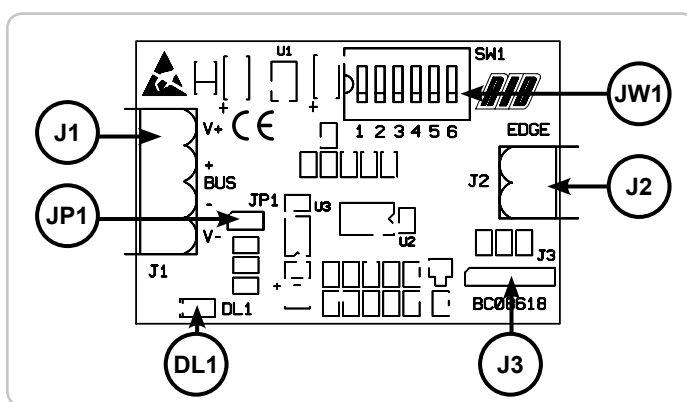 U1
SW1
JW1
1 2 3 4 5 6
EDGE
J1
V+
+
BUS
-
V-
CE
JP1
JP1
U3
U2
J2
J2
J3
J1
DL1
BC08618
DL1
J3